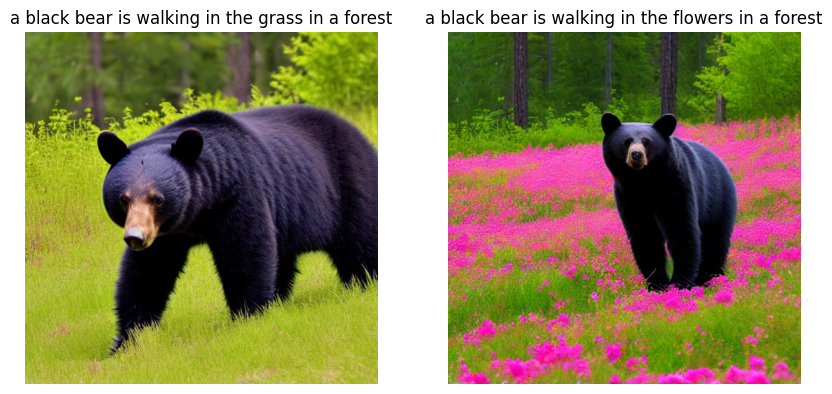 a black bear is walking in the grass in a forest
a black bear is walking in the flowers in a forest